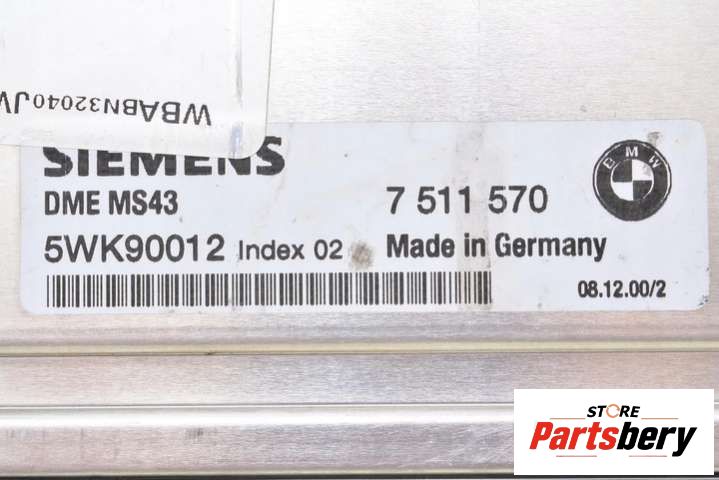 WBABN32040J
SIEMENS
DME MS43
7 511 570
BMW
5WK90012 Index 02
Made in Germany
08.12.00/2
STORE
Partsbery